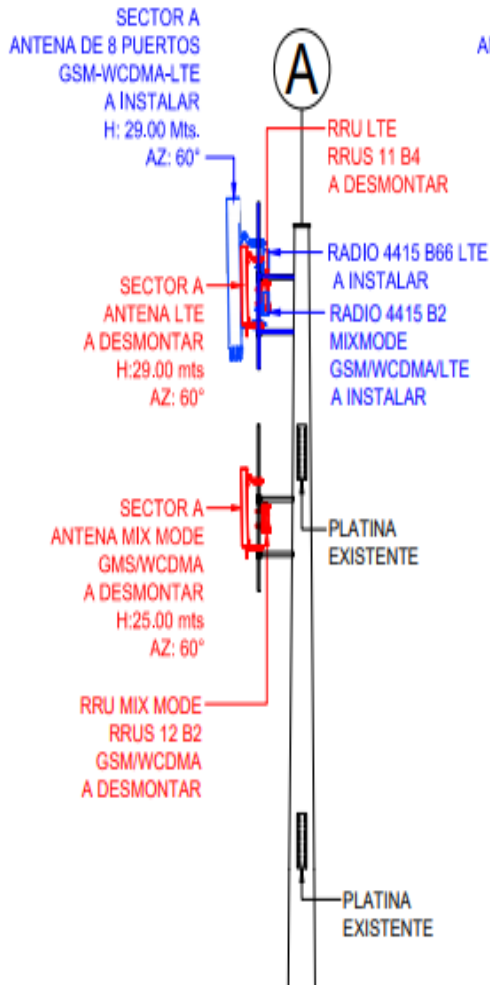 SECTOR A
ANTENA DE 8 PUERTOS
GSM-WCDMA-LTE
A INSTALAR
H: 29.00 Mts.
AZ: 60°
A
RRU LTE
RRUS 11 B4
A DESMONTAR
RADIO 4415 B66 LTE
A INSTALAR
RADIO 4415 B2
MIXMODE
GSM/WCDMA/LTE
A INSTALAR
SECTOR A
ANTENA LTE
A DESMONTAR
H:29.00 mts
AZ: 60°
SECTOR A
ANTENA MIX MODE
GMS/WCDMA
A DESMONTAR
H:25.00 mts
AZ: 60°
PLATINA
EXISTENTE
RRU MIX MODE
RRUS 12 B2
GSM/WCDMA
A DESMONTAR
PLATINA
EXISTENTE